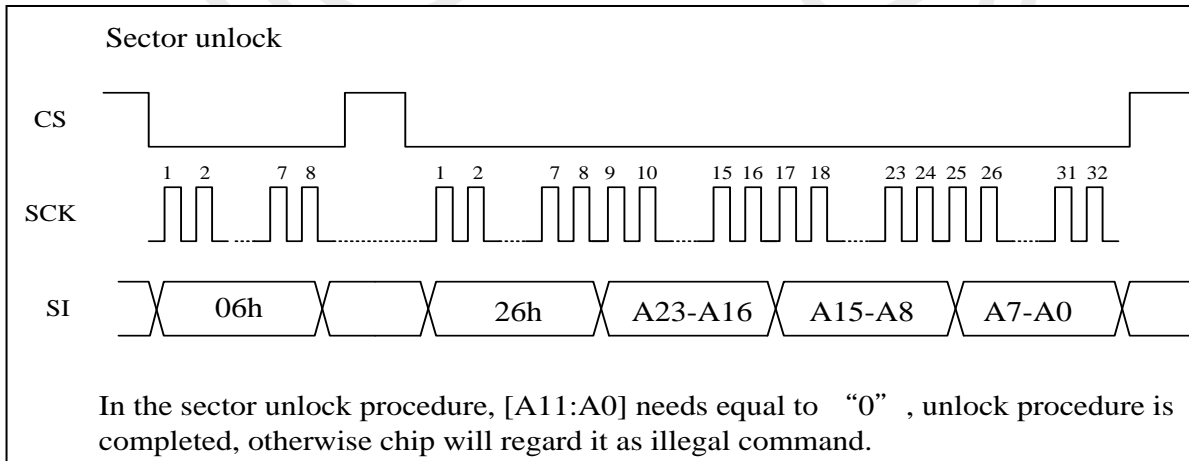 Sector unlock
CS
1 2 7 8 1 2 7 8 9 10 15 16 17 18 23 24 25 26 31 32
SCK
SI 06h 26h A23-A16 A15-A8 A7-A0
In the sector unlock procedure, [A11:A0] needs equal to “0”, unlock procedure is
completed, otherwise chip will regard it as illegal command.